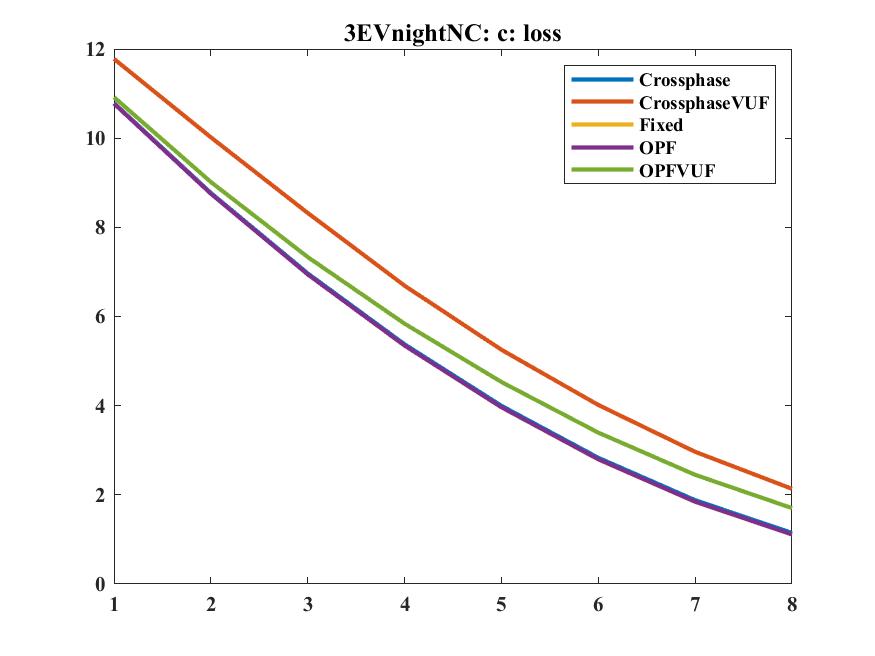 3EVnightNC: c: loss
12
10
8
6
4
2
0
Crossphase
CrossphaseVUF
Fixed
OPF
OPFVUF
1 2 3 4 5 6 7 8